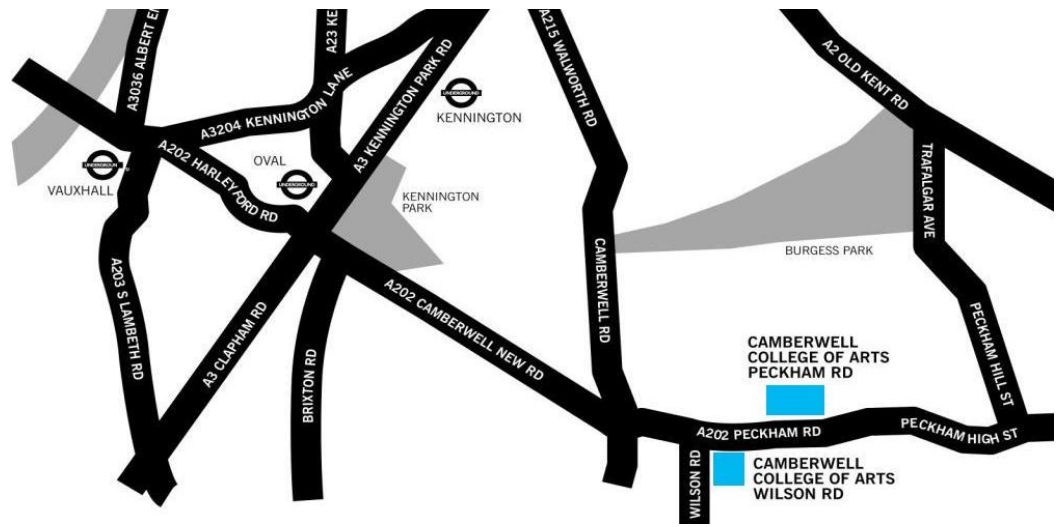 A3036 ALBERT E
A23 KE
A215 WALWORTH RD
A2 OLD KENT RD
A3204 KENNINGTON LANE
A3 KENNINGTON PARK RD
UNDERGROUND
KENNINGTON
UNDERGROUN
VAUXHALL
A202 HARLEYFORD RD
OVAL
UNDERGROUND
KENNINGTON
PARK
TRAFALGAR AVE
BURGESS PARK
A203 S LAMBETH RD
A3 CLAPHAM RD
BRIXTON RD
A202 CAMBERWELL NEW RD
CAMBERWELL RD
PECKHAM HILL ST
CAMBERWELL
COLLEGE OF ARTS
PECKHAM RD
A202 PECKHAM RD
PECKHAM HIGH ST
WILSON RD
CAMBERWELL
COLLEGE OF ARTS
WILSON RD